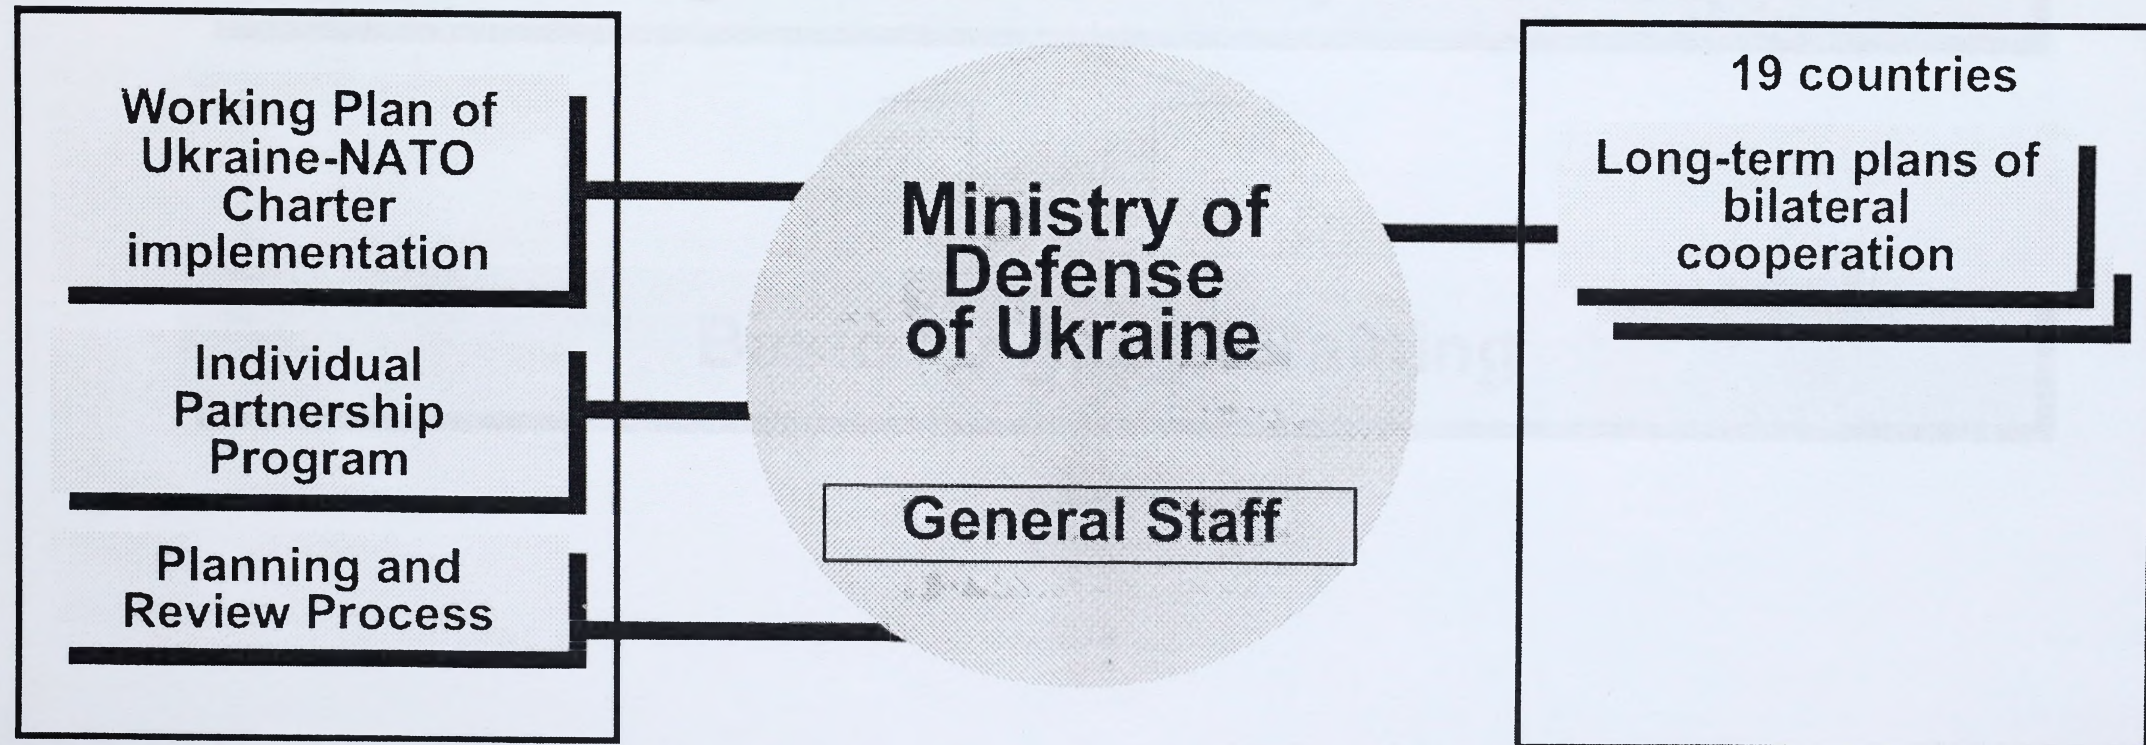 Working Plan of
Ukraine-NATO
Charter
implementation
Individual
Partnership
Program
Planning and
Review Process
Ministry of
Defense
of Ukraine
General Staff
19 countries
Long-term plans of
bilateral
cooperation